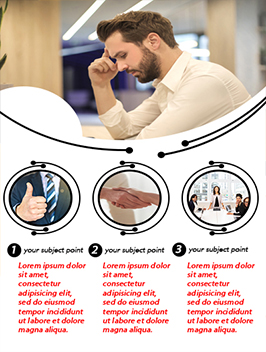 1 your subject point
2 your subject point
3 your subject point
Lorem ipsum dolor
sit amet,
consectetur
adipisicing elit,
sed do eiusmod
tempor incididunt
ut labore et dolore
magna aliqua.
Lorem ipsum dolor
sit amet,
consectetur
adipisicing elit,
sed do eiusmod
tempor incididunt
ut labore et dolore
magna aliqua.
Lorem ipsum dolor
sit amet,
consectetur
adipisicing elit,
sed do eiusmod
tempor incididunt
ut labore et dolore
magna aliqua.